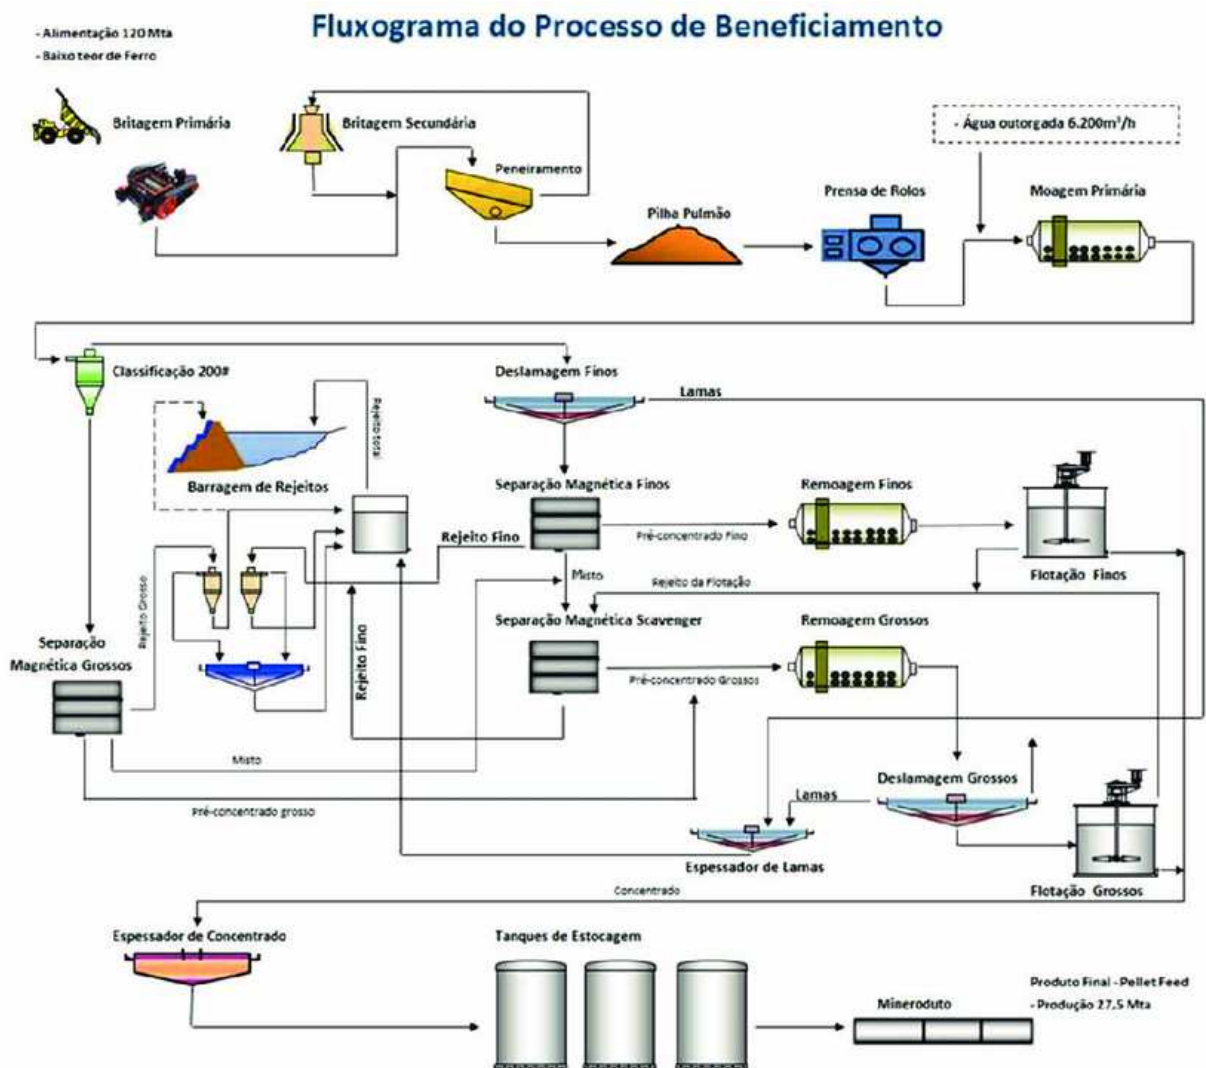 Fluxograma do Processo de Beneficiamento
- Alimentação 120 Mta
- Baixo teor de Ferro
Britagem Primária
Britagem Secundária
Peneiramento
- Água outorgada 6.200m³/h
Pilha Pulmão
Prensa de Rolos
Moagem Primária
Classificação 200#
Deslamagem Finos
Lamas
Rejeito total
Barragem de Rejeitos
Separação Magnética Finos
Remoagem Finos
Rejeito Fino
Pré-concentrado Fino
Flotação Finos
Misto
Rejeito da Flotação
Rejeito Grosso
Separação
Magnética Grossos
Rejeito Fino
Separação Magnética Scavenger
Remoagem Grossos
Pré-concentrado Grossos
Misto
Pré-concentrado grosso
Deslamagem Grossos
Lamas
Espessador de Lamas
Flotação Grossos
Concentrado
Espessador de Concentrado
Tanques de Estocagem
Mineroduto
Produto Final - Pellet Feed
- Produção 27,5 Mta